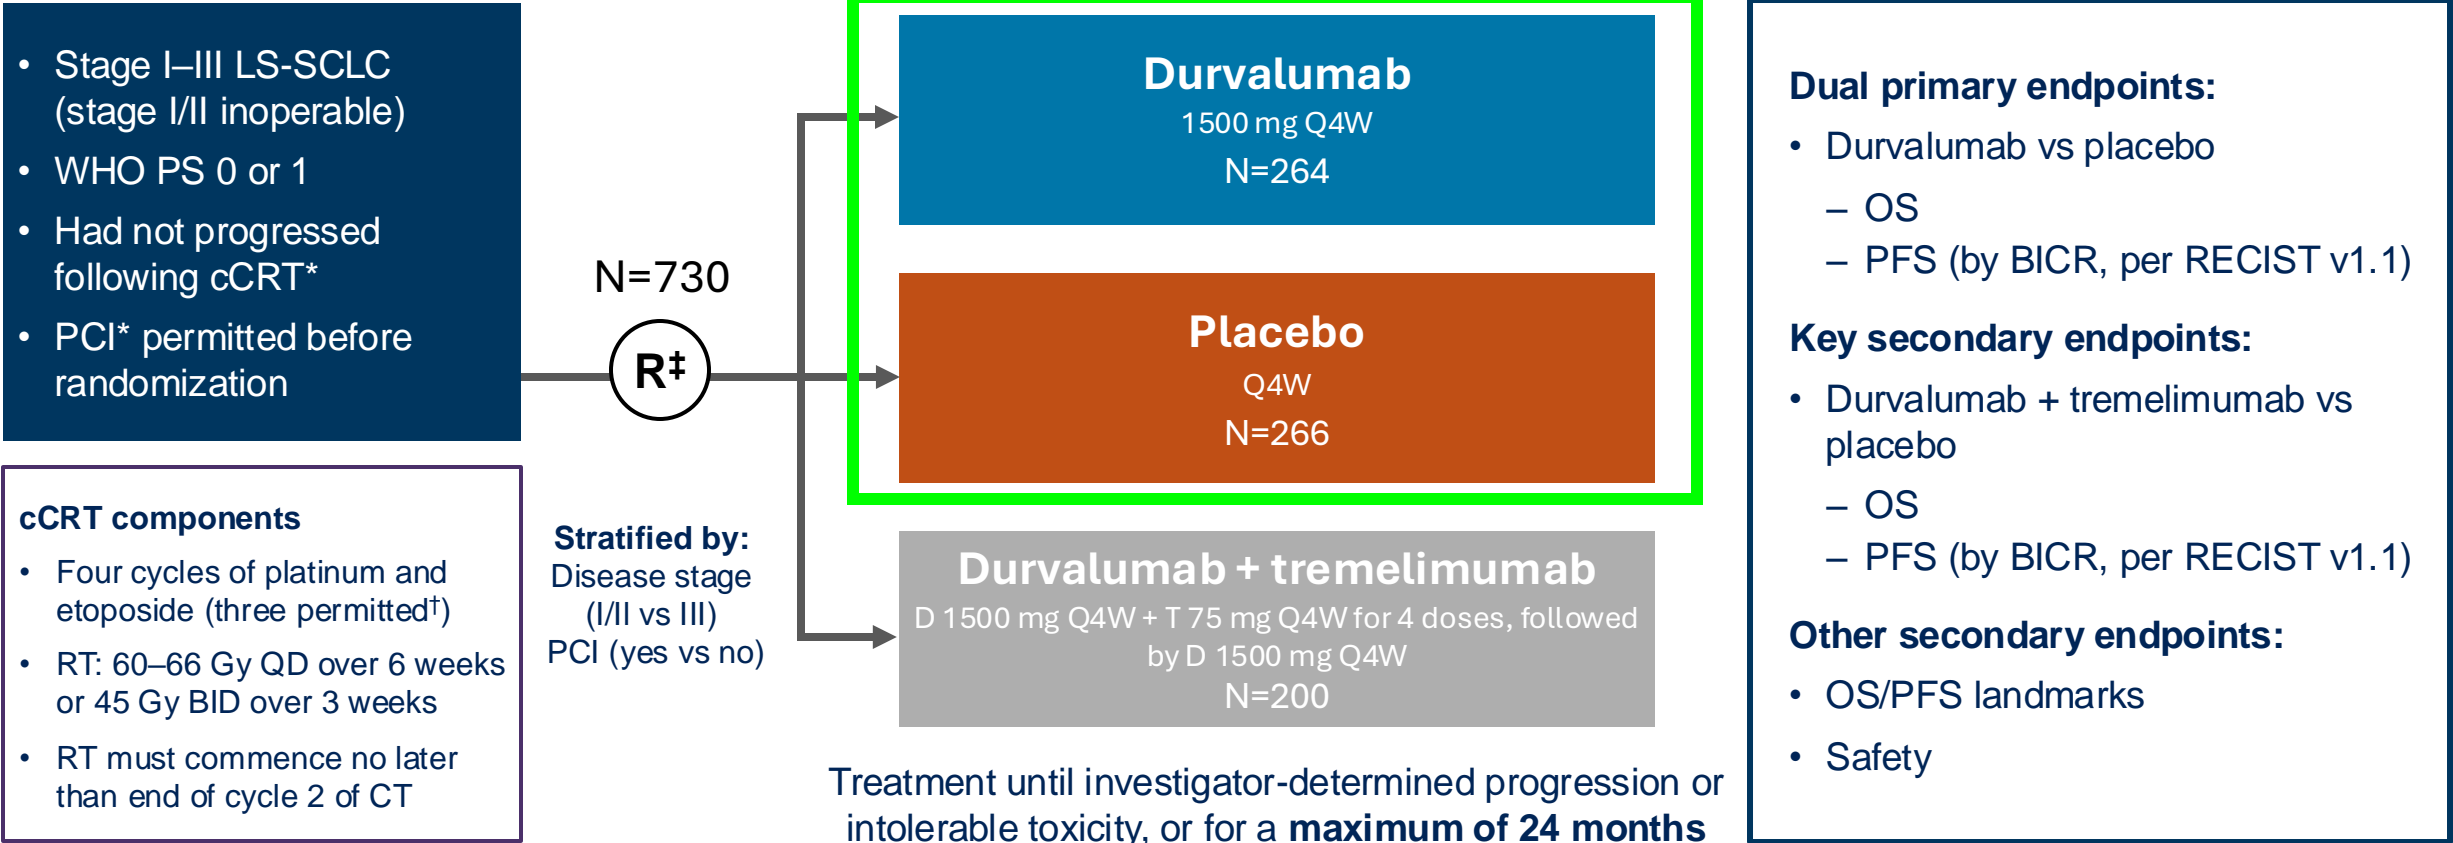 • Stage I–III LS-SCLC
(stage I/II inoperable)
• WHO PS 0 or 1
• Had not progressed
following cCRT*
• PCI* permitted before
randomization
cCRT components
• Four cycles of platinum and
etoposide (three permitted†)
• RT: 60–66 Gy QD over 6 weeks
or 45 Gy BID over 3 weeks
• RT must commence no later
than end of cycle 2 of CT
N=730
R‡
Stratified by:
Disease stage
(I/II vs III)
PCI (yes vs no)
Durvalumab
1500 mg Q4W
N=264
Placebo
Q4W
N=266
Durvalumab + tremelimumab
D 1500 mg Q4W + T 75 mg Q4W for 4 doses, followed
by D 1500 mg Q4W
N=200
Treatment until investigator-determined progression or
intolerable toxicity, or for a maximum of 24 months
Dual primary endpoints:
• Durvalumab vs placebo
– OS
– PFS (by BICR, per RECIST v1.1)
Key secondary endpoints:
• Durvalumab + tremelimumab vs
placebo
– OS
– PFS (by BICR, per RECIST v1.1)
Other secondary endpoints:
• OS/PFS landmarks
• Safety